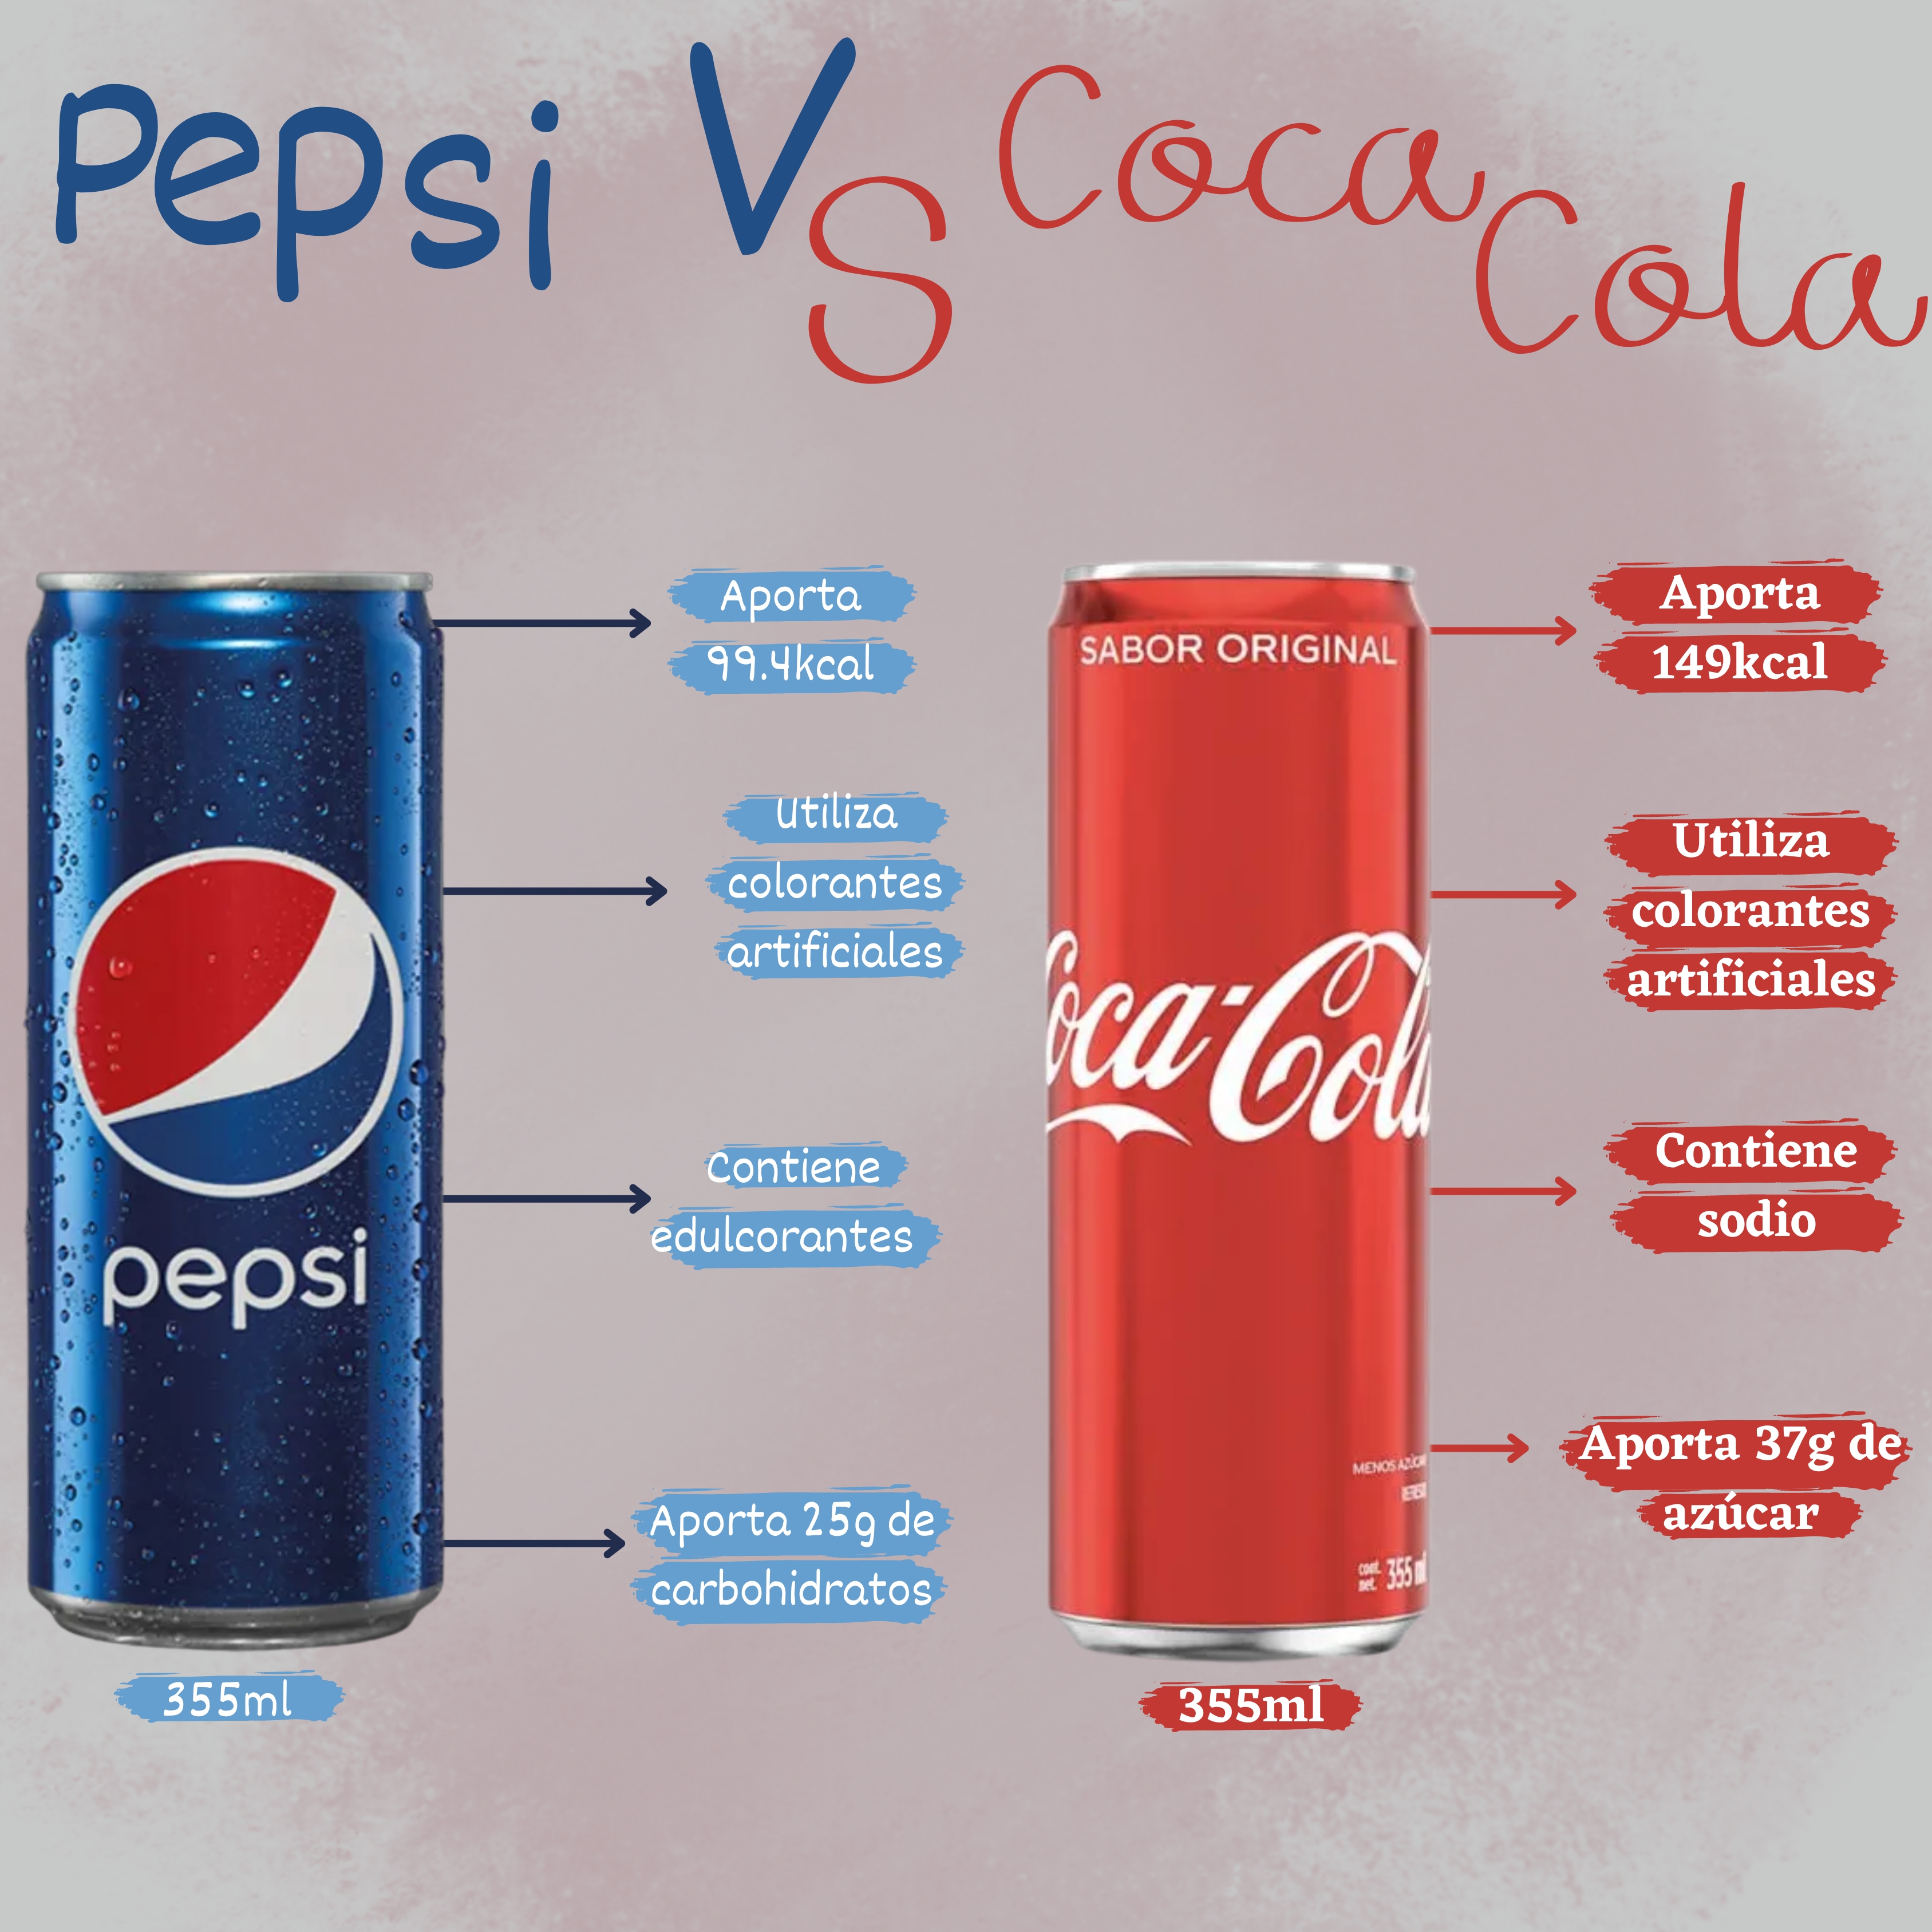 Pepsi Vs Coca
Cola
Aporta
99.4kcal
Utiliza
colorantes
artificiales
Contiene
edulcorantes
Aporta 25g de
carbohidratos
pepsi
355ml
SABOR ORIGINAL
Coca-Cola
MENOS AZÚCAR
cont. net. 355 ml
355ml
Aporta
149kcal
Utiliza
colorantes
artificiales
Contiene
sodio
Aporta 37g de
azúcar